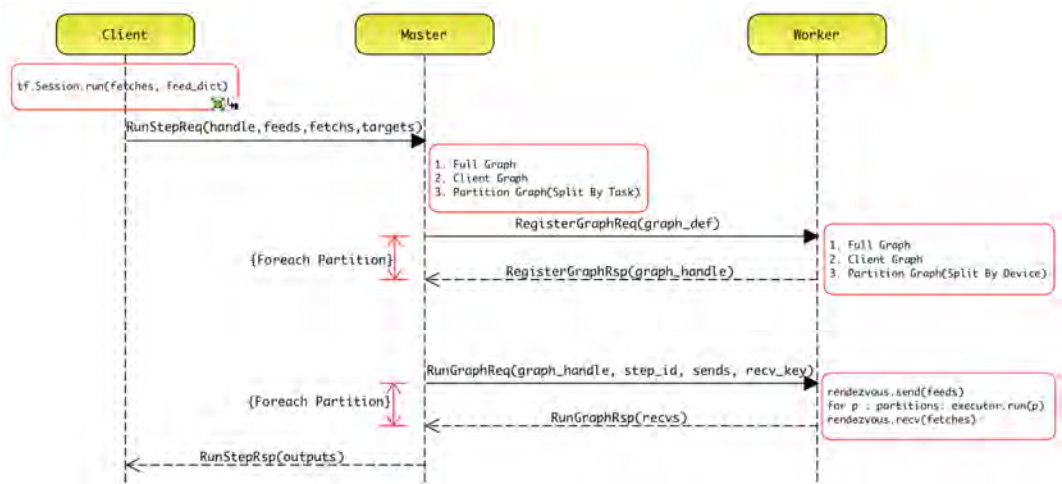 Client
Master
Worker
tf.Session.run(fetches, feed_dict)
RunStepReq(handle,feeds,fetchs,targets)
1. Full Graph
2. Client Graph
3. Partition Graph(Split By Task)
RegisterGraphReq(graph_def)
{Foreach Partition}
RegisterGraphRsp(graph_handle)
1. Full Graph
2. Client Graph
3. Partition Graph(Split By Device)
RunGraphReq(graph_handle, step_id, sends, recv_key)
{Foreach Partition}
RunGraphRsp(recvs)
rendezvous.send(feeds)
for p : partitions: executor.run(p)
rendezvous.recv(fetches)
RunStepRsp(outputs)